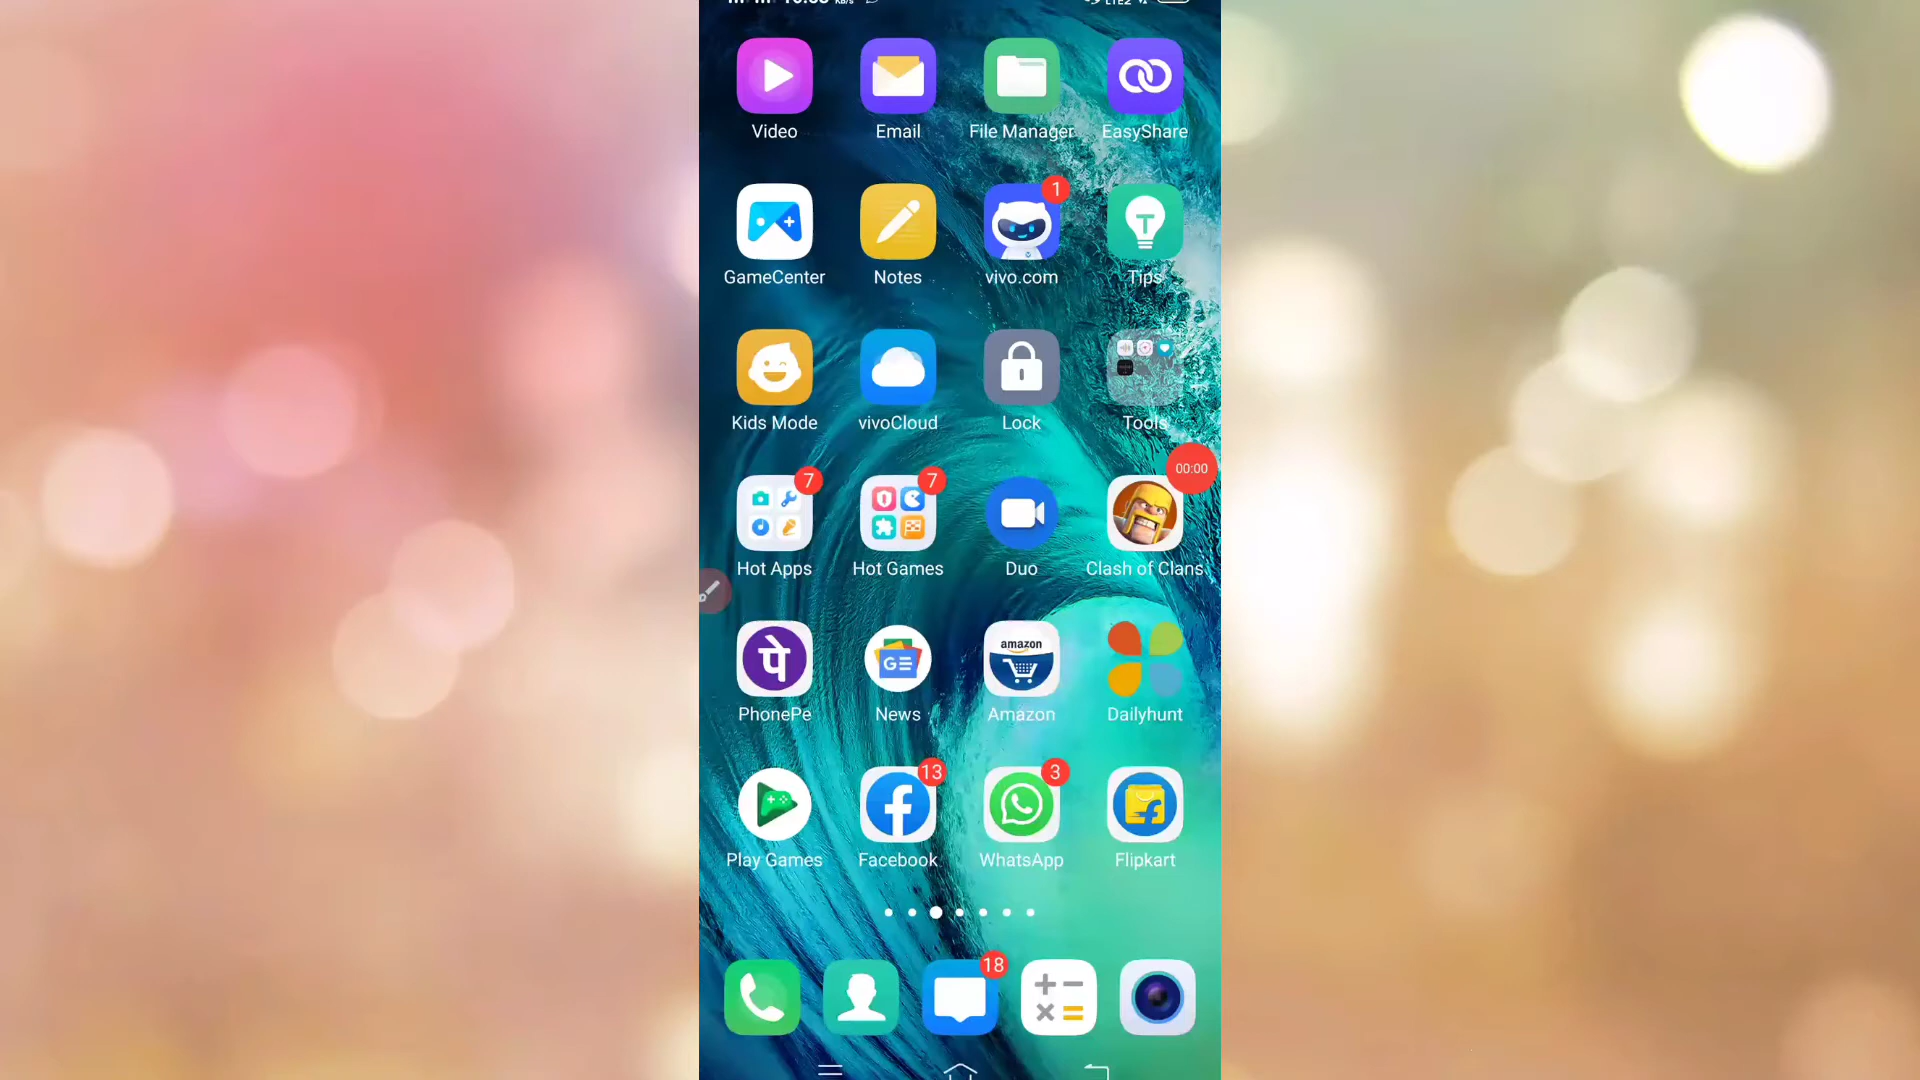 Video Email File Manager EasyShare
1
GameCenter Notes vivo.com Tips
Kids Mode vivoCloud Lock Tools
7 7 00:00
Hot Apps Hot Games Duo Clash of Clans
पे GE amazon
PhonePe News Amazon Dailyhunt
13 3
Play Games Facebook WhatsApp Flipkart
18